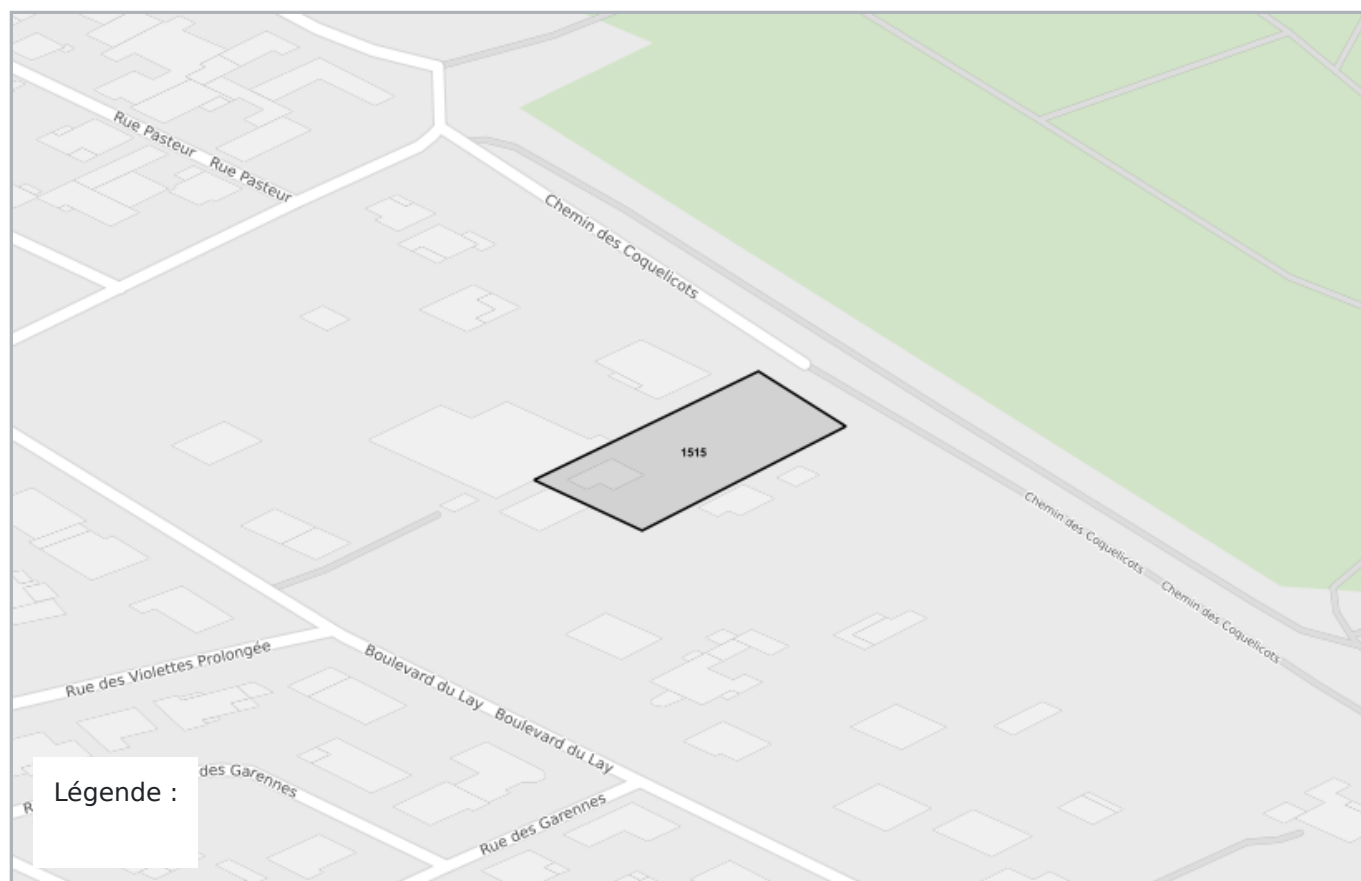 Rue Pasteur
Rue Pasteur
Chemin des Coquelicots
1515
Chemin des Coquelicots
Chemin des Coquelicots
Boulevard du Lay
Rue des Violettes Prolongée
Boulevard du Lay
des Garennes
Légende :
Rue des Garennes